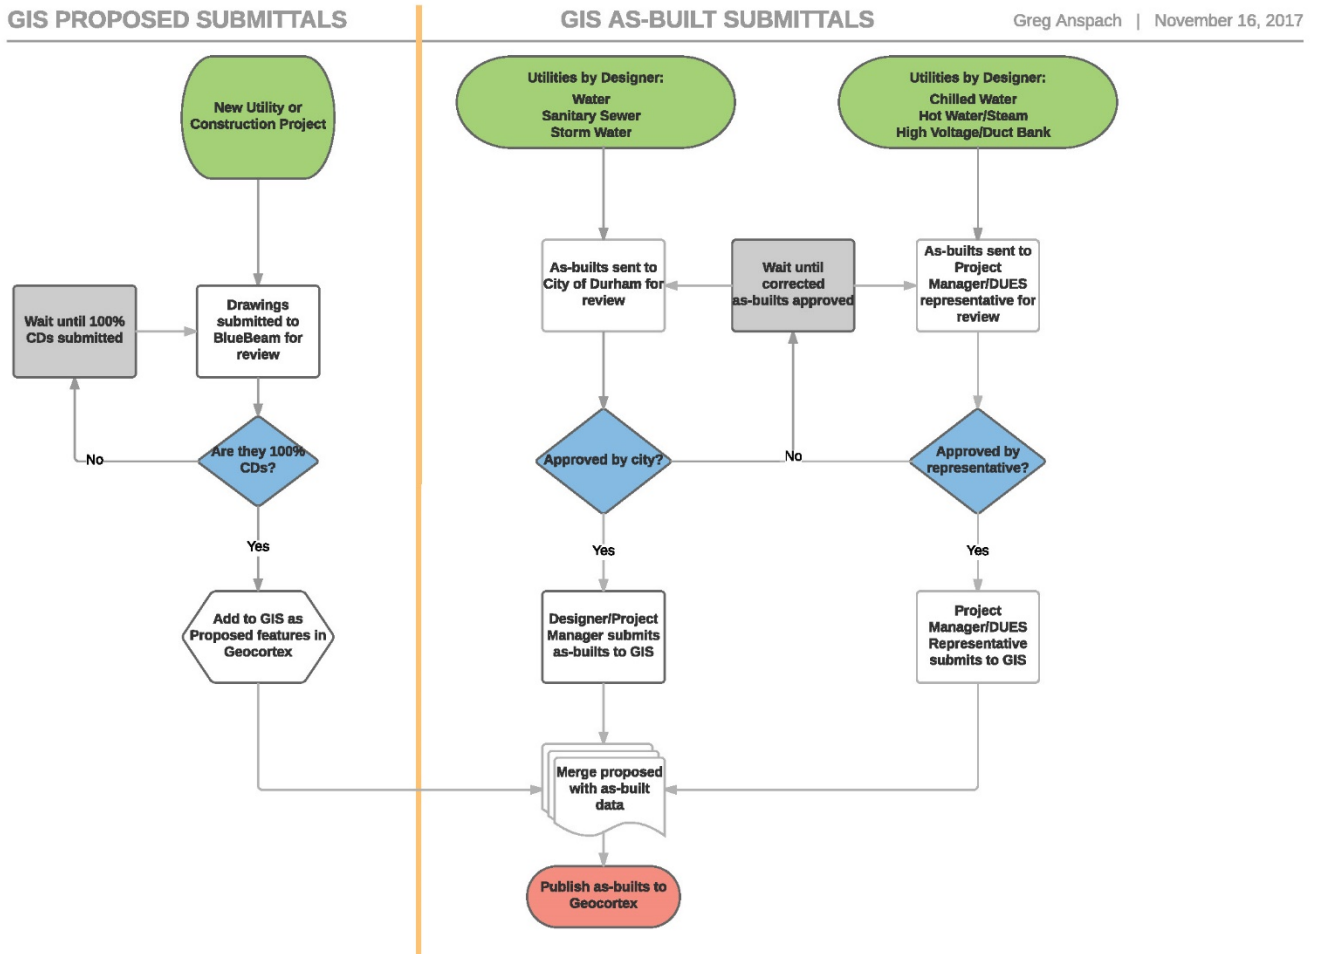 GIS PROPOSED SUBMITTALS
GIS AS-BUILT SUBMITTALS
Greg Anspach | November 16, 2017
New Utility or
Construction Project
Wait until 100%
CDs submitted
Drawings
submitted to
BlueBeam for
review
Are they 100%
CDs?
No
Yes
Add to GIS as
Proposed features in
Geocortex
Utilities by Designer:
Water
Sanitary Sewer
Storm Water
Utilities by Designer:
Chilled Water
Hot Water/Steam
High Voltage/Duct Bank
As-builts sent to
City of Durham for
review
Wait until
corrected
as-builts approved
As-builts sent to
Project
Manager/DUES
representative for
review
Approved by city?
No
Approved by
representative?
Yes
Yes
Designer/Project
Manager submits
as-builts to GIS
Project
Manager/DUES
Representative
submits to GIS
Merge proposed
with as-built
data
Publish as-builts to
Geocortex